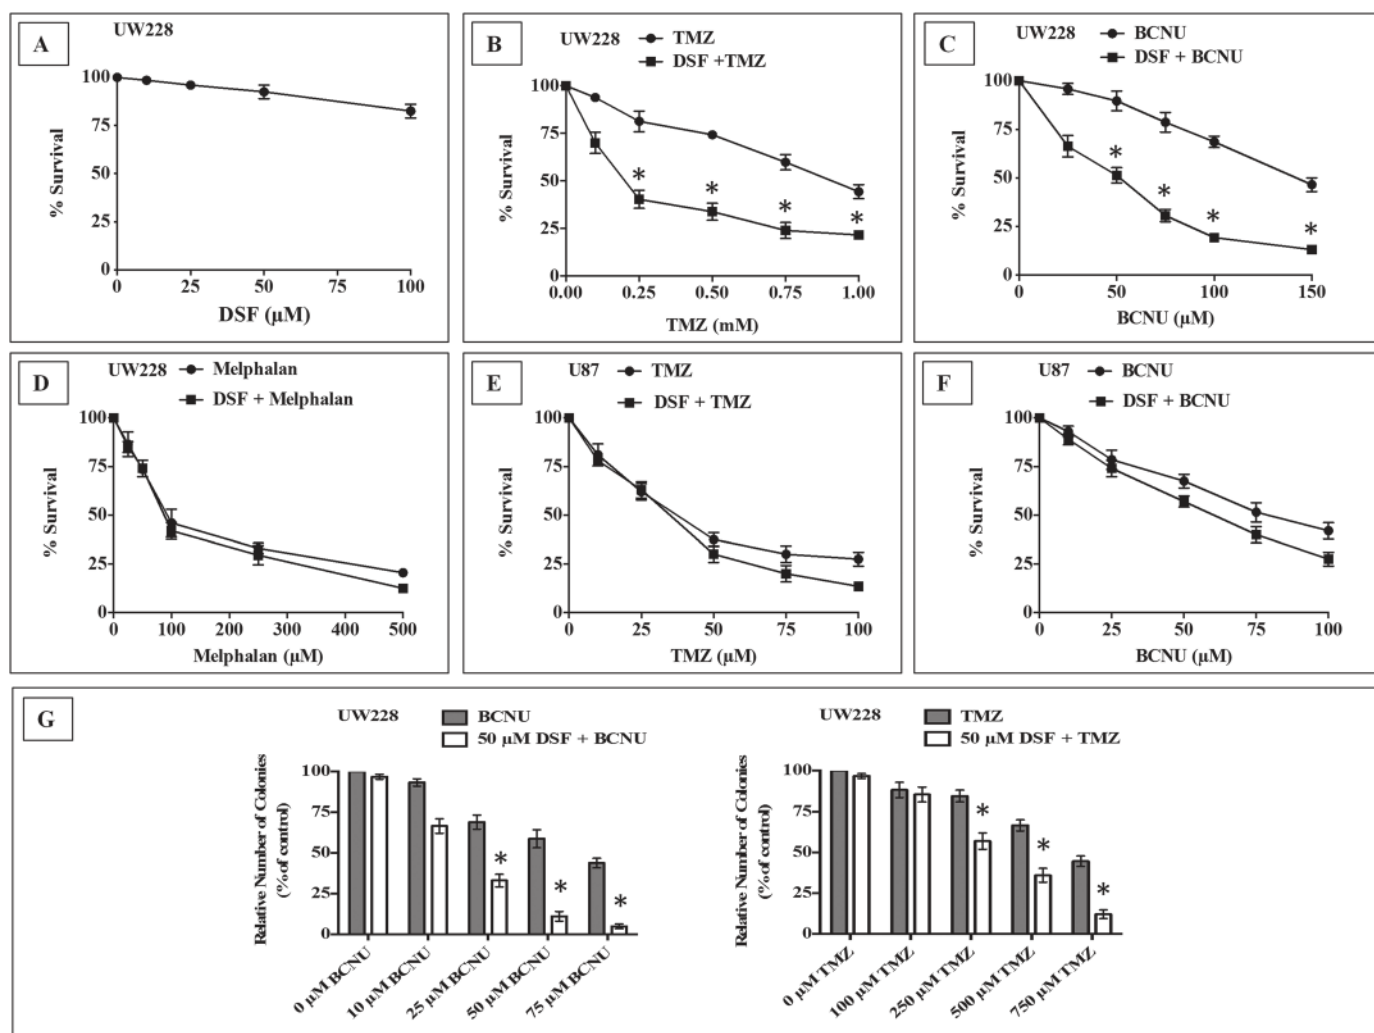 A
UW228
100
75
50
25
0
% Survival
0 25 50 75 100
DSF (µM)
B
UW228
TMZ
DSF +TMZ
100
75
50
25
0
% Survival
*
*
*
*
0.00 0.25 0.50 0.75 1.00
TMZ (mM)
C
UW228
BCNU
DSF + BCNU
100
75
50
25
0
% Survival
*
*
*
*
0 50 100 150
BCNU (µM)
D
UW228
Melphalan
DSF + Melphalan
100
75
50
25
0
% Survival
0 100 200 300 400 500
Melphalan (µM)
E
U87
TMZ
DSF + TMZ
100
75
50
25
0
% Survival
0 25 50 75 100
TMZ (µM)
F
U87
BCNU
DSF + BCNU
100
75
50
25
0
% Survival
0 25 50 75 100
BCNU (µM)
G
UW228
BCNU
50 µM DSF + BCNU
Relative Number of Colonies
(% of control)
100
75
50
25
0
*
*
*
0 µM BCNU
10 µM BCNU
25 µM BCNU
50 µM BCNU
75 µM BCNU
UW228
TMZ
50 µM DSF + TMZ
Relative Number of Colonies
(% of control)
100
75
50
25
0
*
*
*
0 µM TMZ
100 µM TMZ
250 µM TMZ
500 µM TMZ
750 µM TMZ